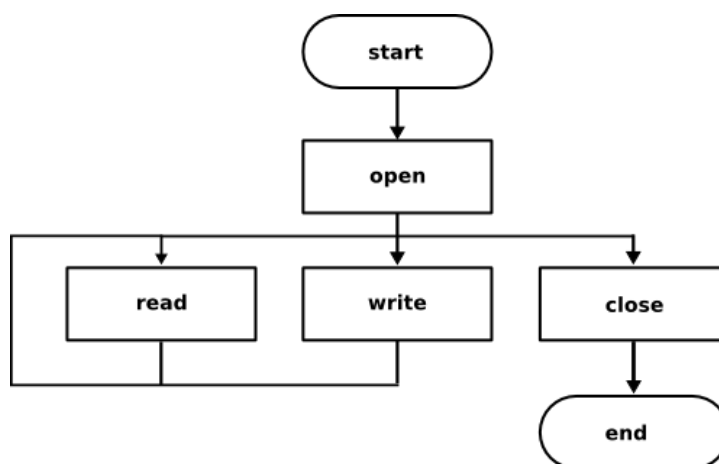 start
open
read
write
close
end